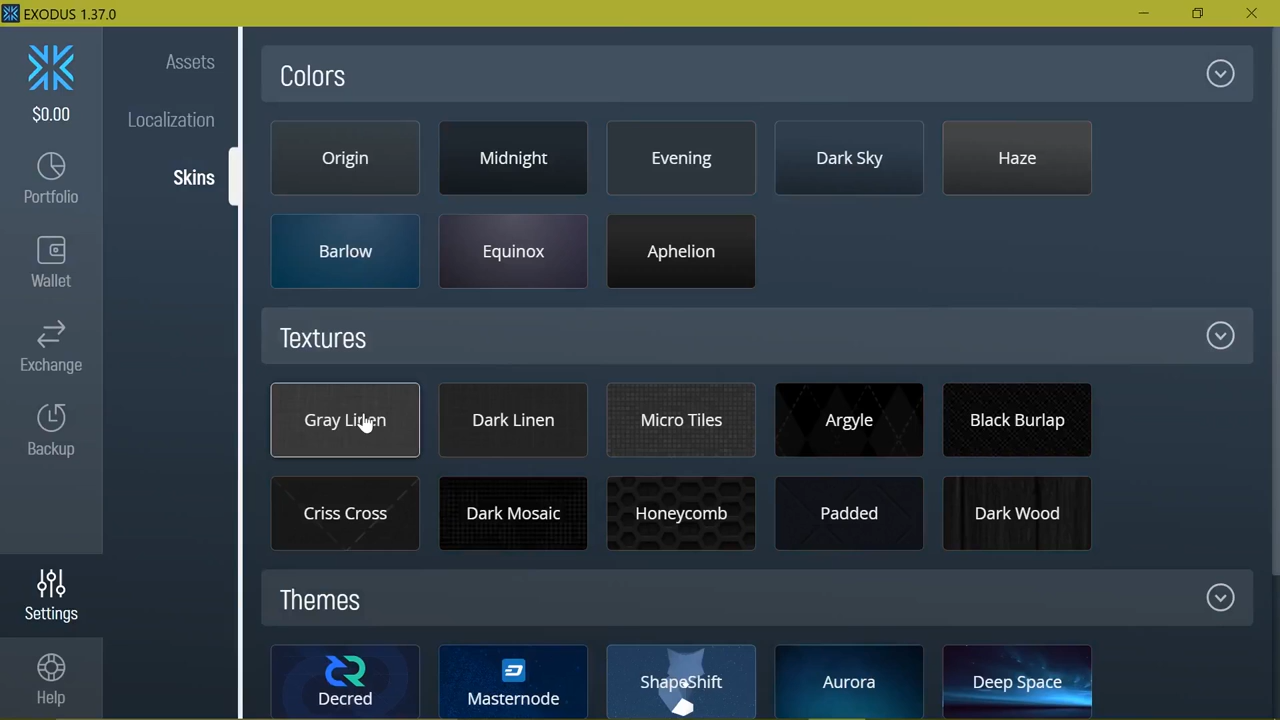 EXODUS 1.37.0
$0.00
Portfolio
Wallet
Exchange
Backup
Settings
Help
Assets
Localization
Skins
Colors
Origin
Midnight
Evening
Dark Sky
Haze
Barlow
Equinox
Aphelion
Textures
Gray Linen
Dark Linen
Micro Tiles
Argyle
Black Burlap
Criss Cross
Dark Mosaic
Honeycomb
Padded
Dark Wood
Themes
Decred
Masternode
ShapeShift
Aurora
Deep Space